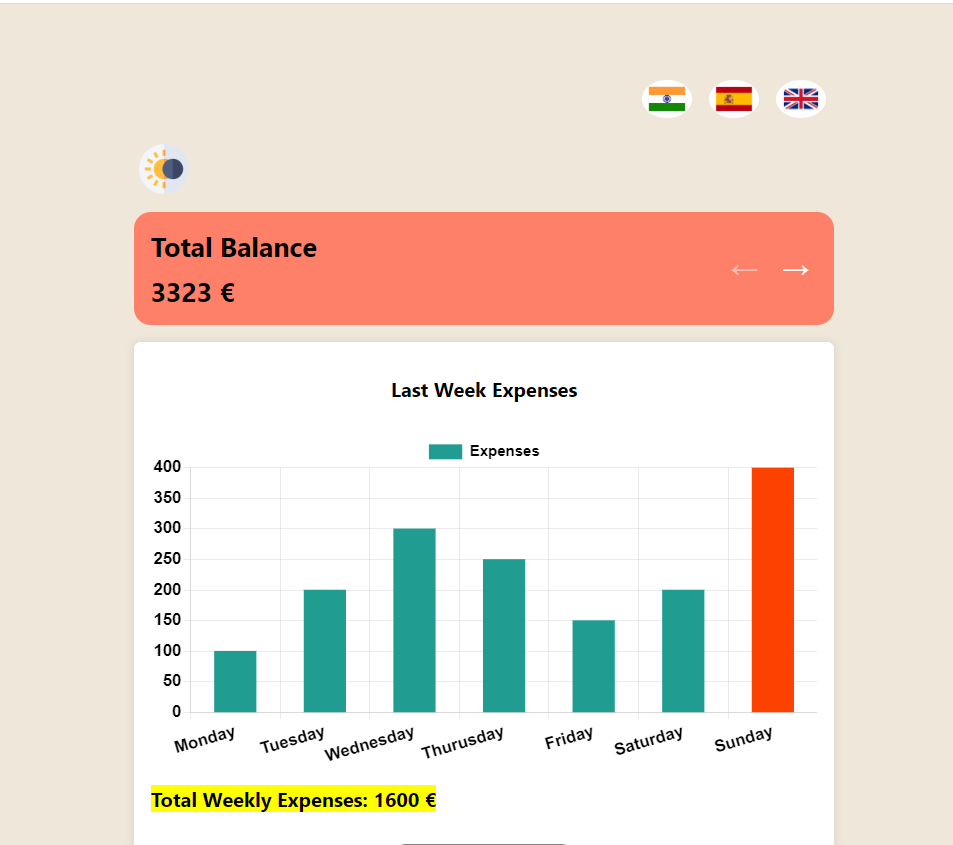 Total Balance
3323 €
← →
Last Week Expenses
Expenses
400
350
300
250
200
150
100
50
0
Monday Tuesday Wednesday Thurusday Friday Saturday Sunday
Total Weekly Expenses: 1600 €